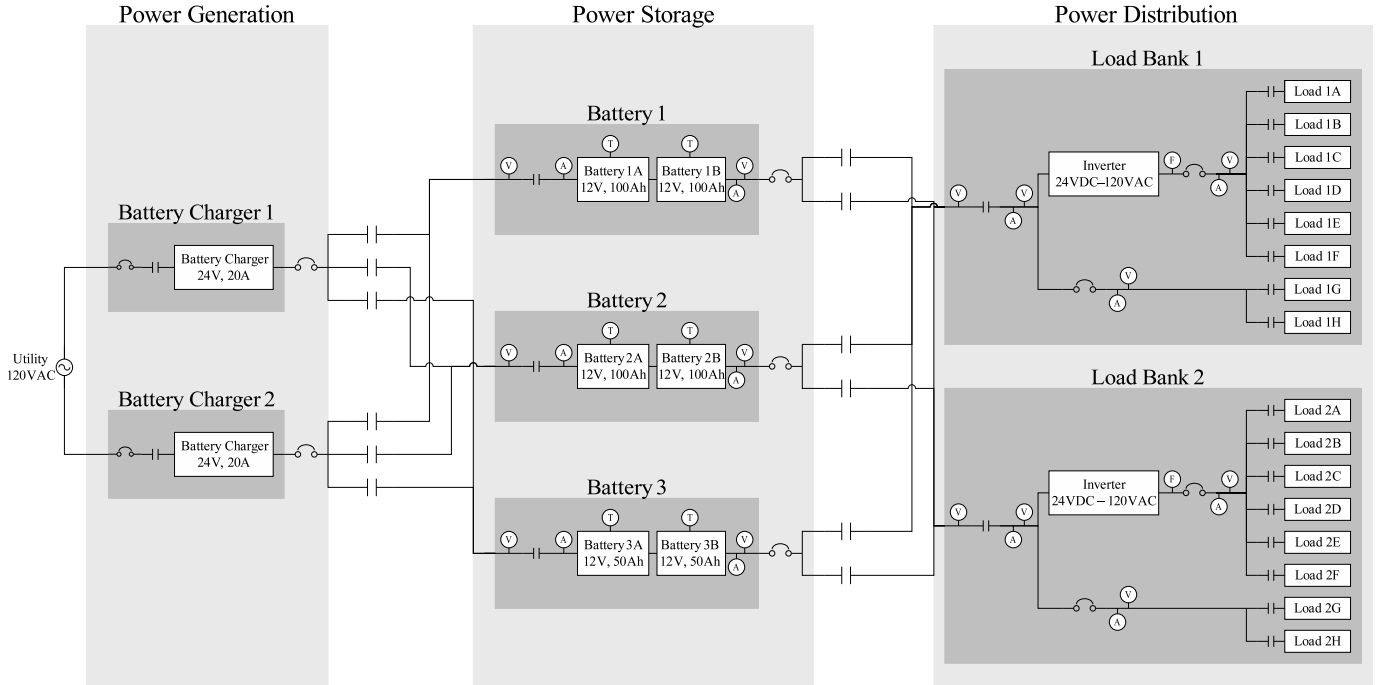 Power Generation
Power Storage
Power Distribution
Utility
120VAC
Battery Charger 1
Battery Charger
24V, 20A
Battery Charger 2
Battery Charger
24V, 20A
Battery 1
V
A
T
Battery 1A
12V, 100Ah
T
Battery 1B
12V, 100Ah
V
A
Battery 2
V
A
T
Battery 2A
12V, 100Ah
T
Battery 2B
12V, 100Ah
V
A
Battery 3
V
A
T
Battery 3A
12V, 50Ah
T
Battery 3B
12V, 50Ah
V
A
Load Bank 1
V
A
V
Inverter
24VDC–120VAC
F
A
V
V
A
Load 1A
Load 1B
Load 1C
Load 1D
Load 1E
Load 1F
Load 1G
Load 1H
Load Bank 2
V
A
V
Inverter
24VDC – 120VAC
F
A
V
V
A
Load 2A
Load 2B
Load 2C
Load 2D
Load 2E
Load 2F
Load 2G
Load 2H